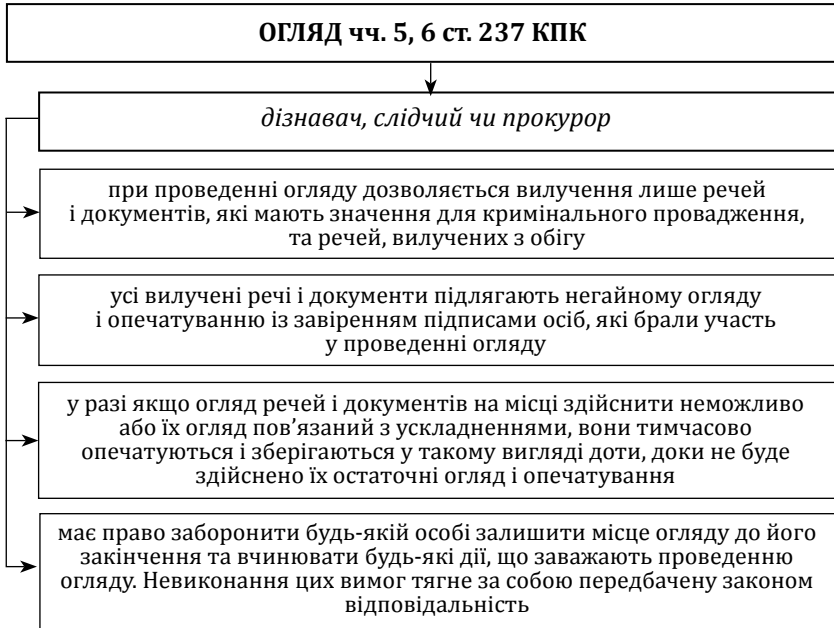 ОГЛЯД чч. 5, 6 ст. 237 КПК
дізнавач, слідчий чи прокурор
при проведенні огляду дозволяється вилучення лише речей
і документів, які мають значення для кримінального провадження,
та речей, вилучених з обігу
усі вилучені речі і документи підлягають негайному огляду
і опечатуванню із завіренням підписами осіб, які брали участь
у проведенні огляду
у разі якщо огляд речей і документів на місці здійснити неможливо
або їх огляд пов’язаний з ускладненнями, вони тимчасово
опечатуються і зберігаються у такому вигляді доти, доки не буде
здійснено їх остаточні огляд і опечатування
має право заборонити будь-якій особі залишити місце огляду до його
закінчення та вчинювати будь-які дії, що заважають проведенню
огляду. Невиконання цих вимог тягне за собою передбачену законом
відповідальність